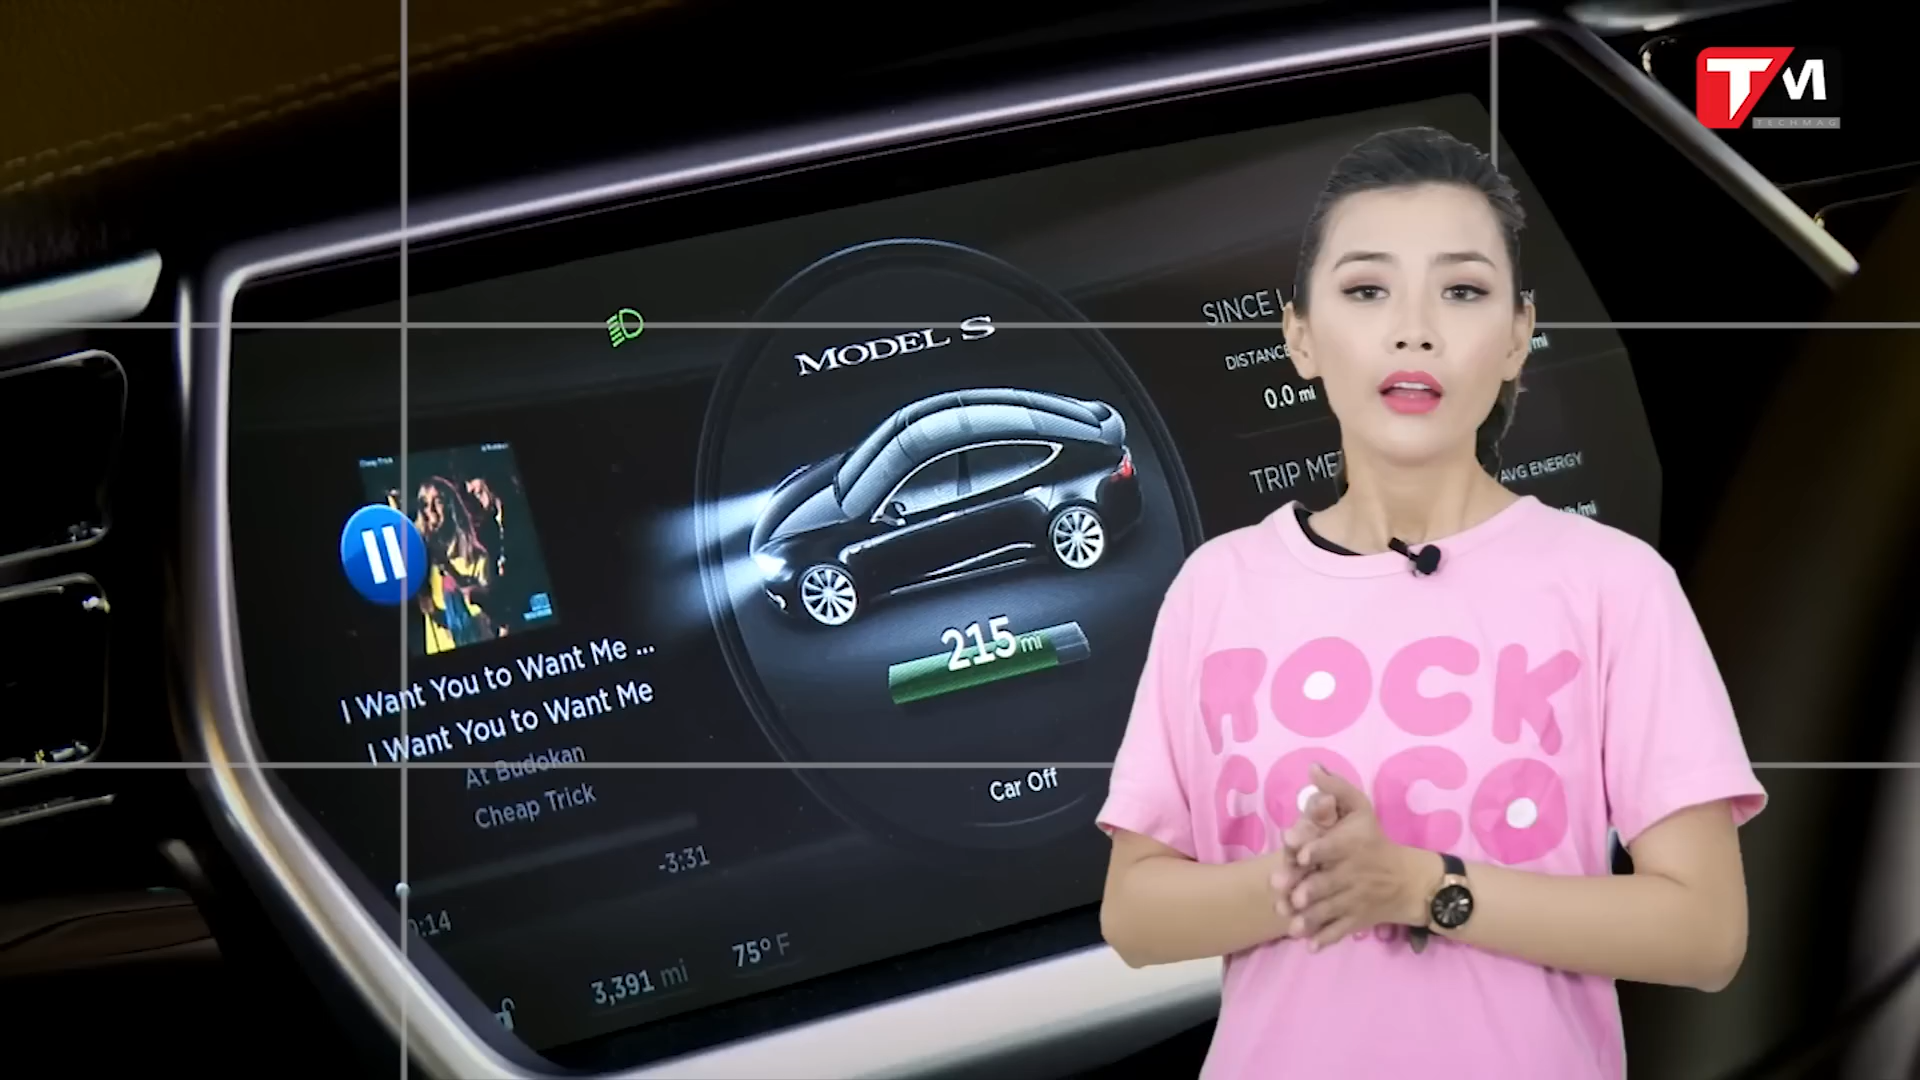 TM
TECHMAG
MODEL S
SINCE L
DISTANCE
mi
0.0 mi
TRIP ME
AVG ENERGY
/mi
215 mi
Car Off
I Want You to Want Me ...
I Want You to Want Me
At Budokan
Cheap Trick
-3:31
0:14
75° F
3,391 mi
ROCK
COCO